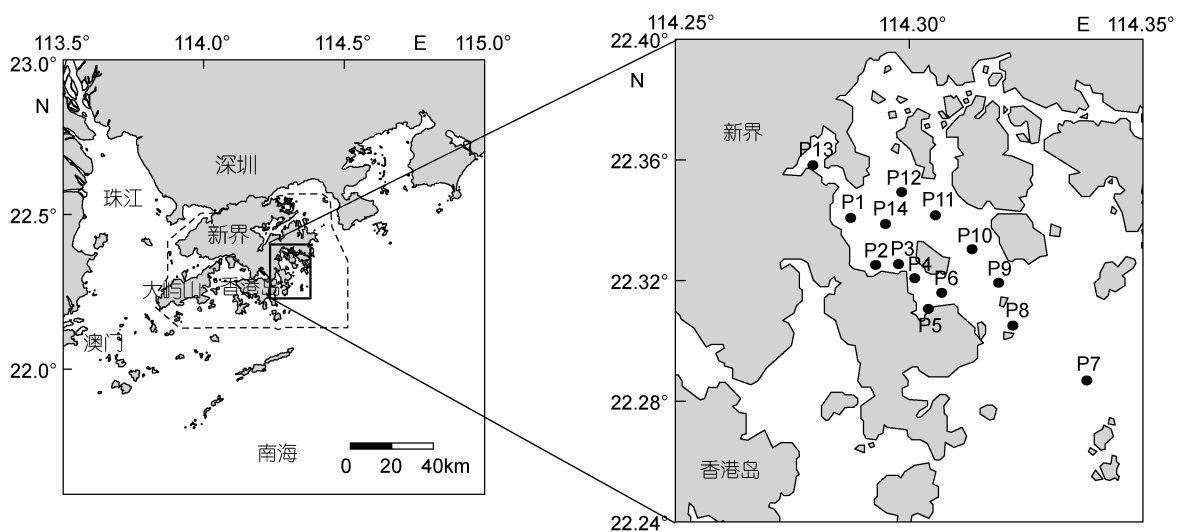 113.5° 114.0° 114.5° E 115.0°
23.0°
N
深圳
珠江
22.5°
新界
大屿山 香港岛
澳门
22.0°
南海
0 20 40km
114.25° 114.30° E 114.35°
22.40°
N
新界
P13
22.36°
P12
P1
P11
P14
P10
P2 P3
P4
P9
P6
22.32°
P8
P5
P7
22.28°
香港岛
22.24°